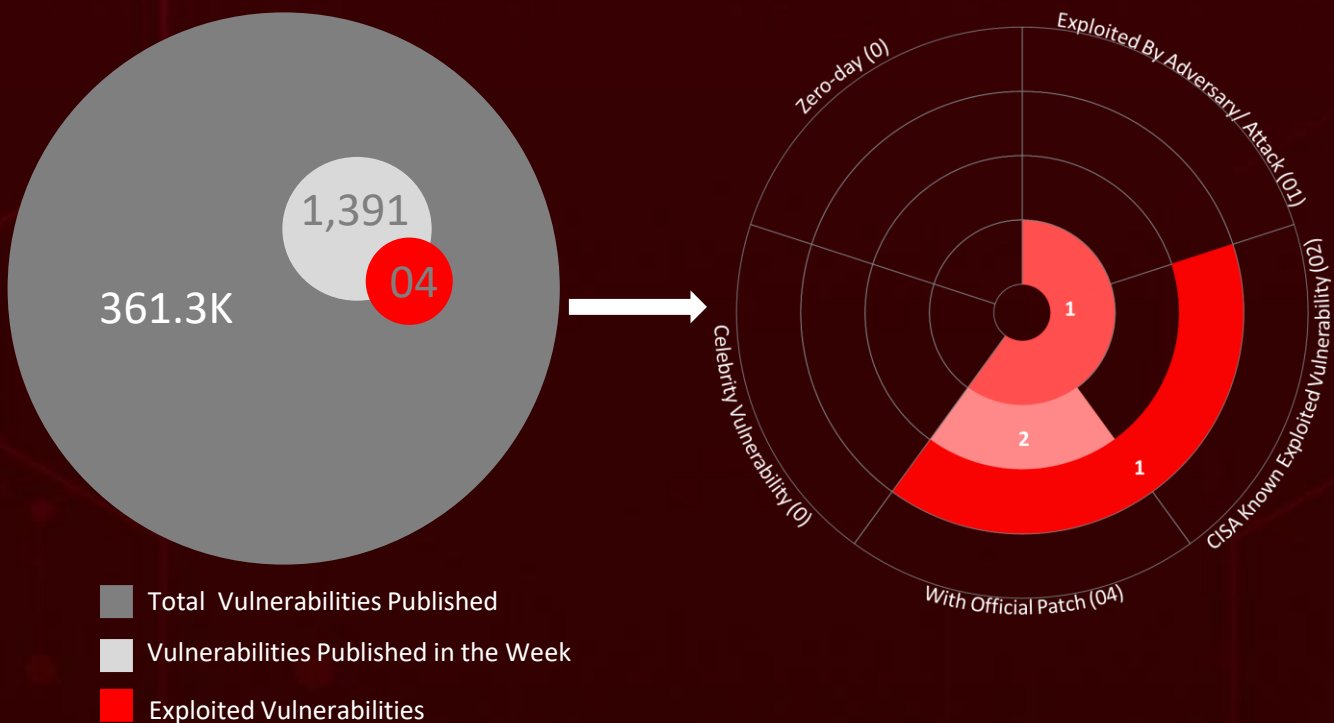 361.3K
1,391
04
Total Vulnerabilities Published
Vulnerabilities Published in the Week
Exploited Vulnerabilities
Zero-day (0)
Exploited By Adversary/ Attack (01)
CISA Known Exploited Vulnerability (02)
With Official Patch (04)
Celebrity Vulnerability (0)
1
2
1